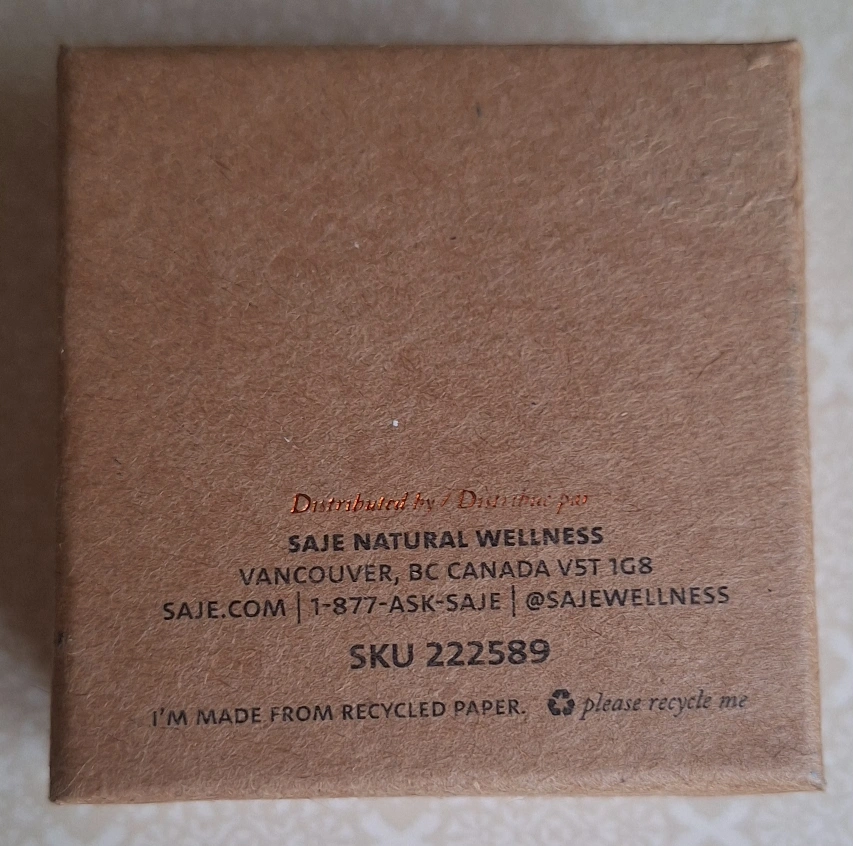 Distributed by / Distribué par
SAJE NATURAL WELLNESS
VANCOUVER, BC CANADA V5T 1G8
SAJE.COM | 1-877-ASK-SAJE | @SAJEWELLNESS
SKU 222589
I'M MADE FROM RECYCLED PAPER. ♻ please recycle me